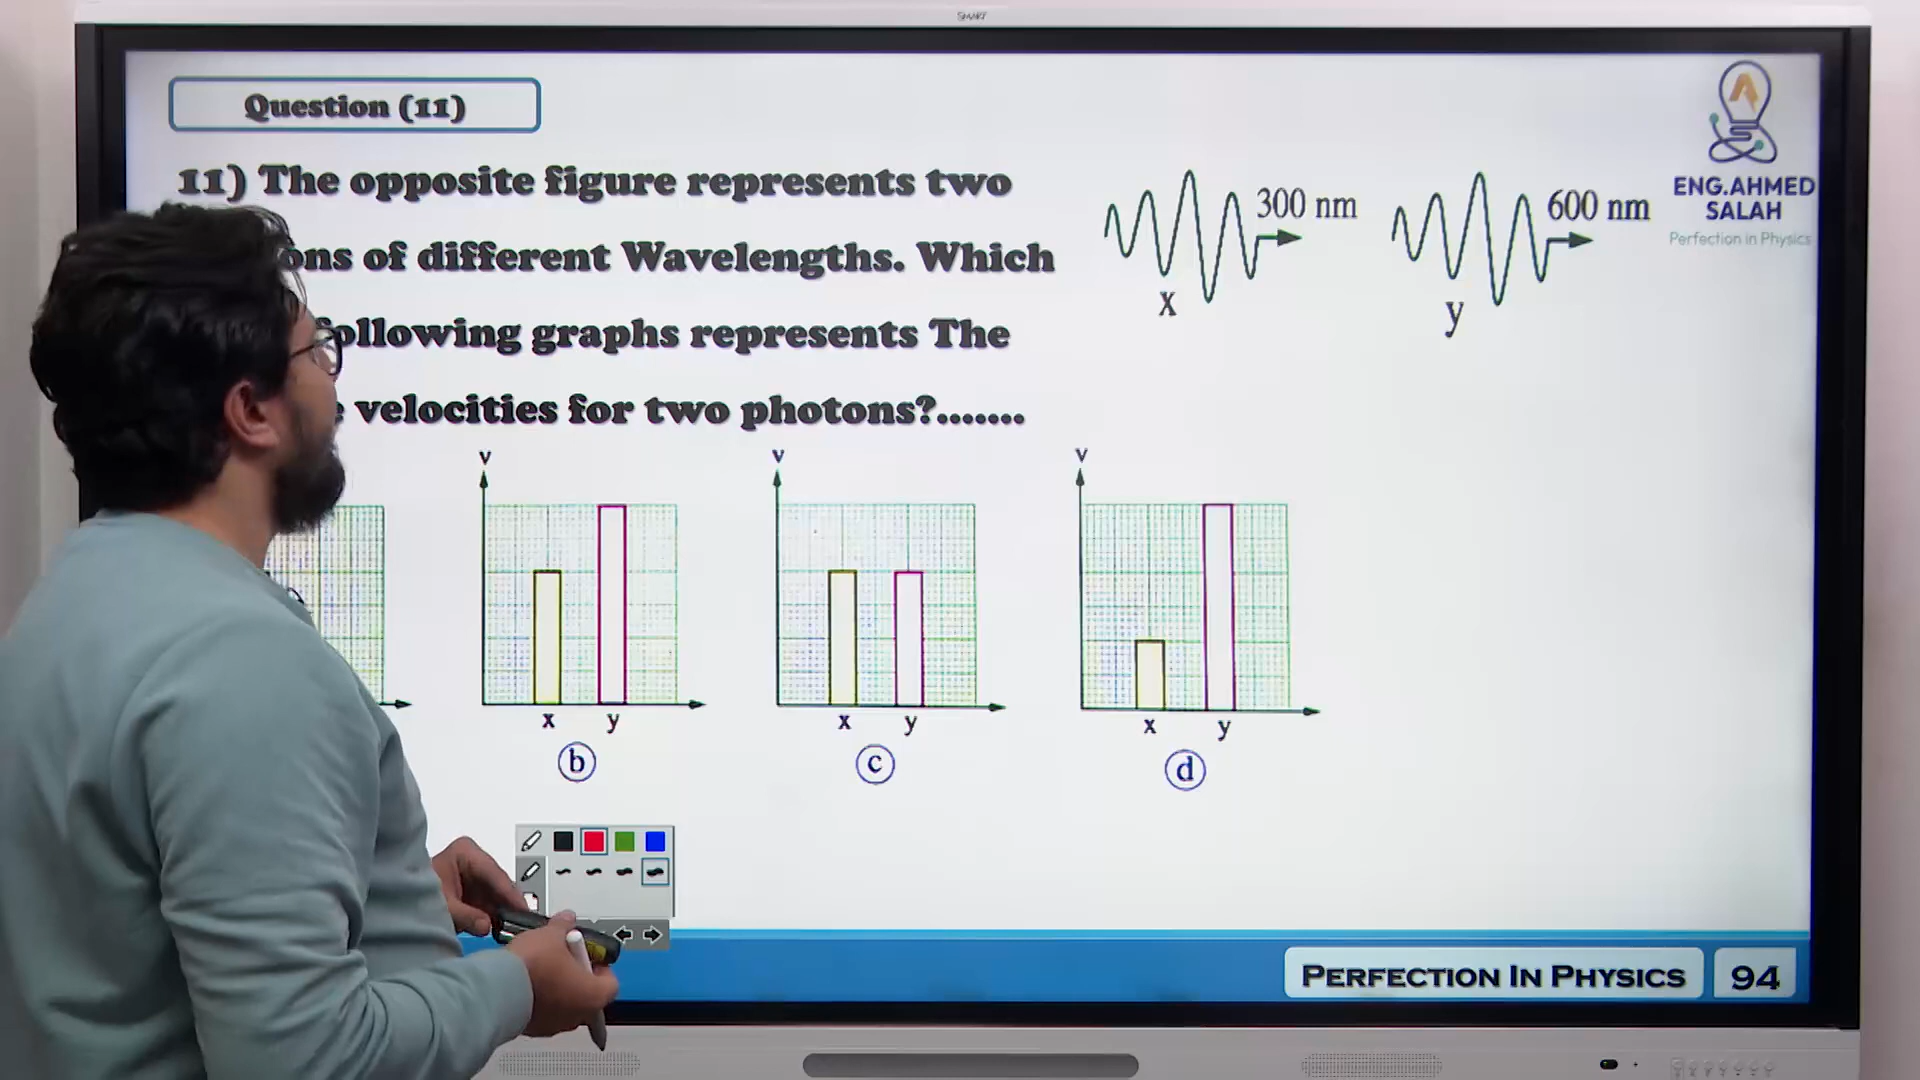 SMART
Question (11)
11) The opposite figure represents two
ons of different Wavelengths. Which
following graphs represents The
velocities for two photons?.......
300 nm
x
600 nm
y
ENG.AHMED
SALAH
Perfection in Physics
v
x y
b
v
x y
c
v
x y
d
PERFECTION IN PHYSICS
94